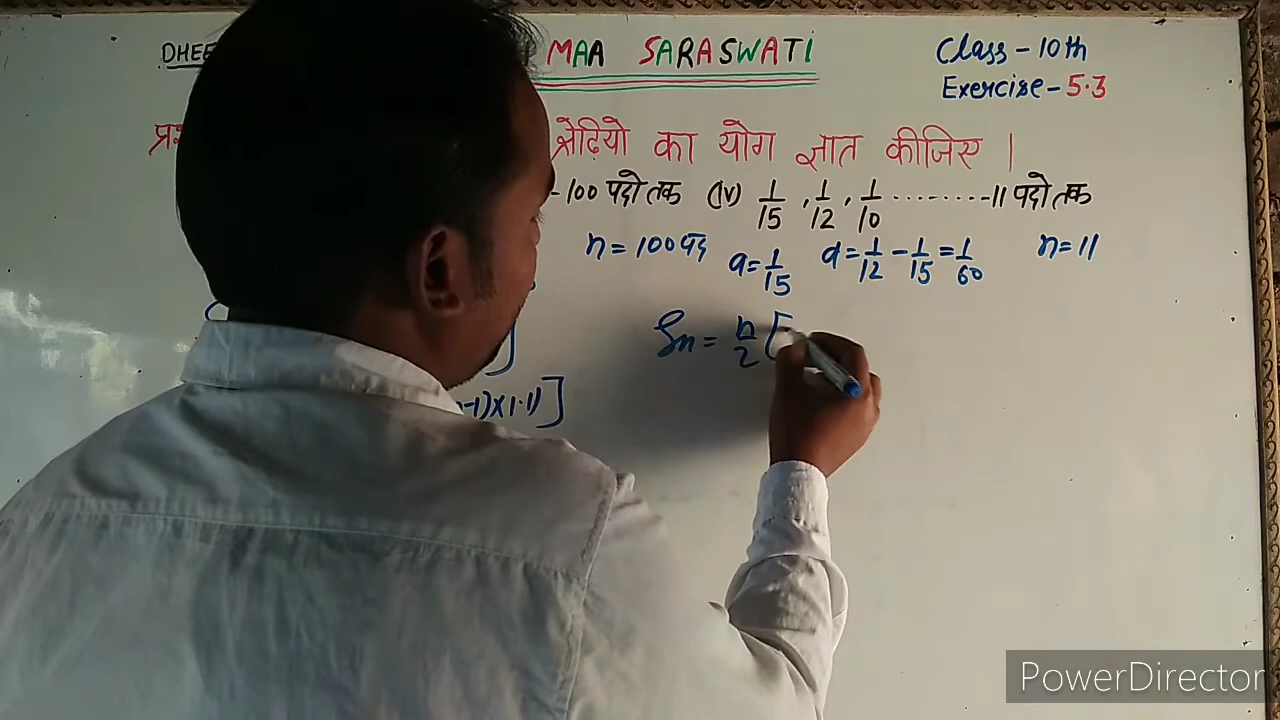 DHEE MAA SARASWATI Class-10th
Exercise-5.3
श्रेढ़ियो का योग ज्ञात कीजिए ।
-100 पदो तक (iv) 1/15 , 1/12 , 1/10 ---------11 पदो तक
n=100 पद a=1/15 d=1/12-1/15=1/60 n=11
Sn = n/2 [
-1)×1.1)]
PowerDirector